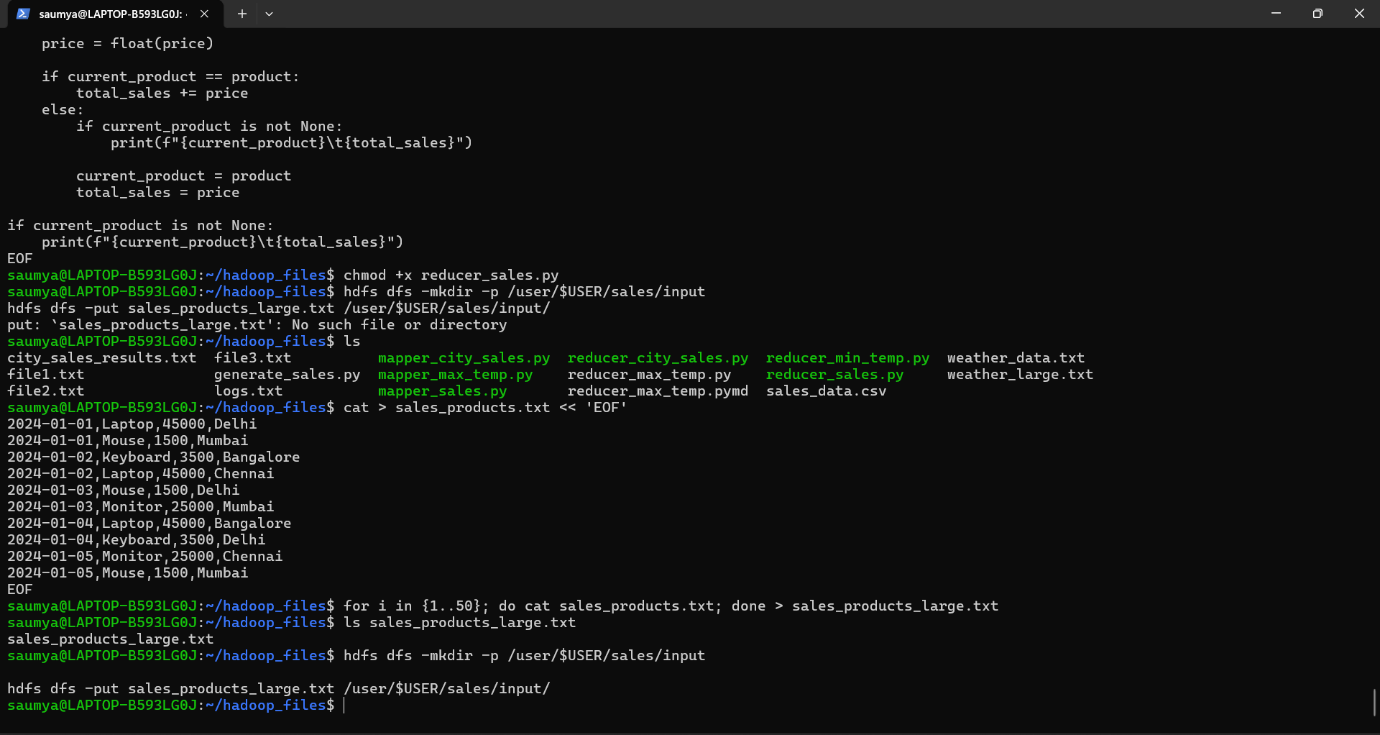 saumya@LAPTOP-B593LG0J: ·
    price = float(price)

    if current_product == product:
        total_sales += price
    else:
        if current_product is not None:
            print(f"{current_product}\t{total_sales}")

        current_product = product
        total_sales = price

if current_product is not None:
    print(f"{current_product}\t{total_sales}")
EOF
saumya@LAPTOP-B593LG0J:~/hadoop_files$ chmod +x reducer_sales.py
saumya@LAPTOP-B593LG0J:~/hadoop_files$ hdfs dfs -mkdir -p /user/$USER/sales/input
hdfs dfs -put sales_products_large.txt /user/$USER/sales/input/
put: `sales_products_large.txt': No such file or directory
saumya@LAPTOP-B593LG0J:~/hadoop_files$ ls
city_sales_results.txt  file3.txt          mapper_city_sales.py  reducer_city_sales.py  reducer_min_temp.py  weather_data.txt
file1.txt               generate_sales.py  mapper_max_temp.py    reducer_max_temp.py    reducer_sales.py     weather_large.txt
file2.txt               logs.txt           mapper_sales.py       reducer_max_temp.pymd  sales_data.csv
saumya@LAPTOP-B593LG0J:~/hadoop_files$ cat > sales_products.txt << 'EOF'
2024-01-01,Laptop,45000,Delhi
2024-01-01,Mouse,1500,Mumbai
2024-01-02,Keyboard,3500,Bangalore
2024-01-02,Laptop,45000,Chennai
2024-01-03,Mouse,1500,Delhi
2024-01-03,Monitor,25000,Mumbai
2024-01-04,Laptop,45000,Bangalore
2024-01-04,Keyboard,3500,Delhi
2024-01-05,Monitor,25000,Chennai
2024-01-05,Mouse,1500,Mumbai
EOF
saumya@LAPTOP-B593LG0J:~/hadoop_files$ for i in {1..50}; do cat sales_products.txt; done > sales_products_large.txt
saumya@LAPTOP-B593LG0J:~/hadoop_files$ ls sales_products_large.txt
sales_products_large.txt
saumya@LAPTOP-B593LG0J:~/hadoop_files$ hdfs dfs -mkdir -p /user/$USER/sales/input

hdfs dfs -put sales_products_large.txt /user/$USER/sales/input/
saumya@LAPTOP-B593LG0J:~/hadoop_files$